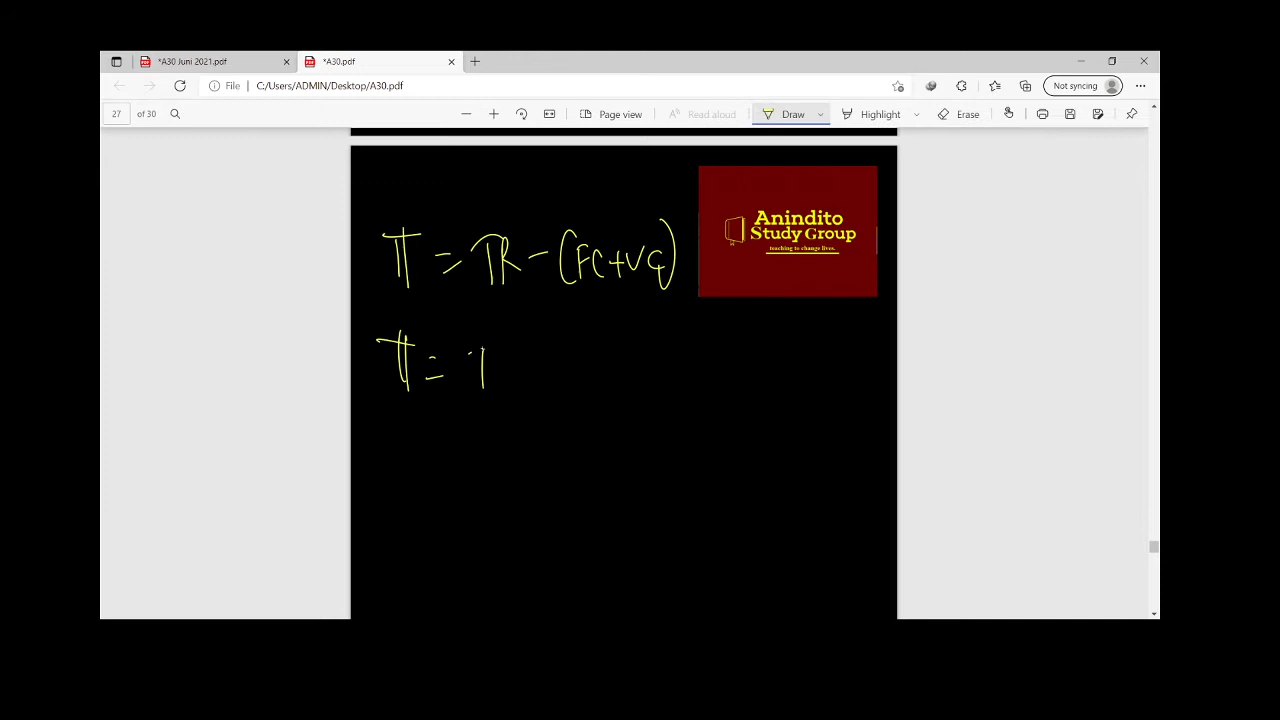 *A30 Juni 2021.pdf
*A30.pdf
File
C:/Users/ADMIN/Desktop/A30.pdf
Not syncing
27 of 30
Page view
Read aloud
Draw
Highlight
Erase
Anindito
Study Group
teaching to change lives.
π = TR - (FC+VC)
π = T